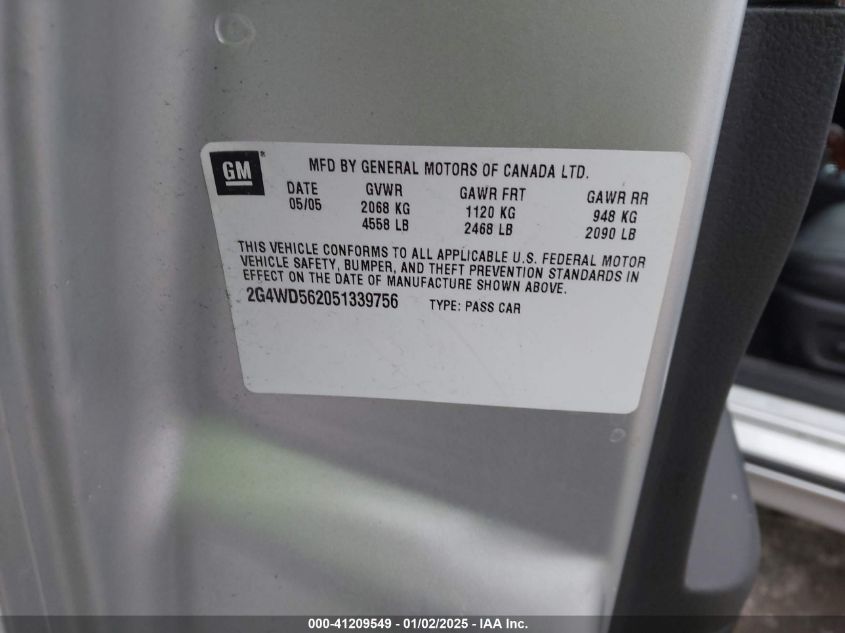 GM
MFD BY GENERAL MOTORS OF CANADA LTD.
DATE GVWR GAWR FRT GAWR RR
05/05 2068 KG 1120 KG 948 KG
4558 LB 2468 LB 2090 LB
THIS VEHICLE CONFORMS TO ALL APPLICABLE U.S. FEDERAL MOTOR
VEHICLE SAFETY, BUMPER, AND THEFT PREVENTION STANDARDS IN
EFFECT ON THE DATE OF MANUFACTURE SHOWN ABOVE.
2G4WD562051339756 TYPE: PASS CAR
000-41209549 - 01/02/2025 - IAA Inc.